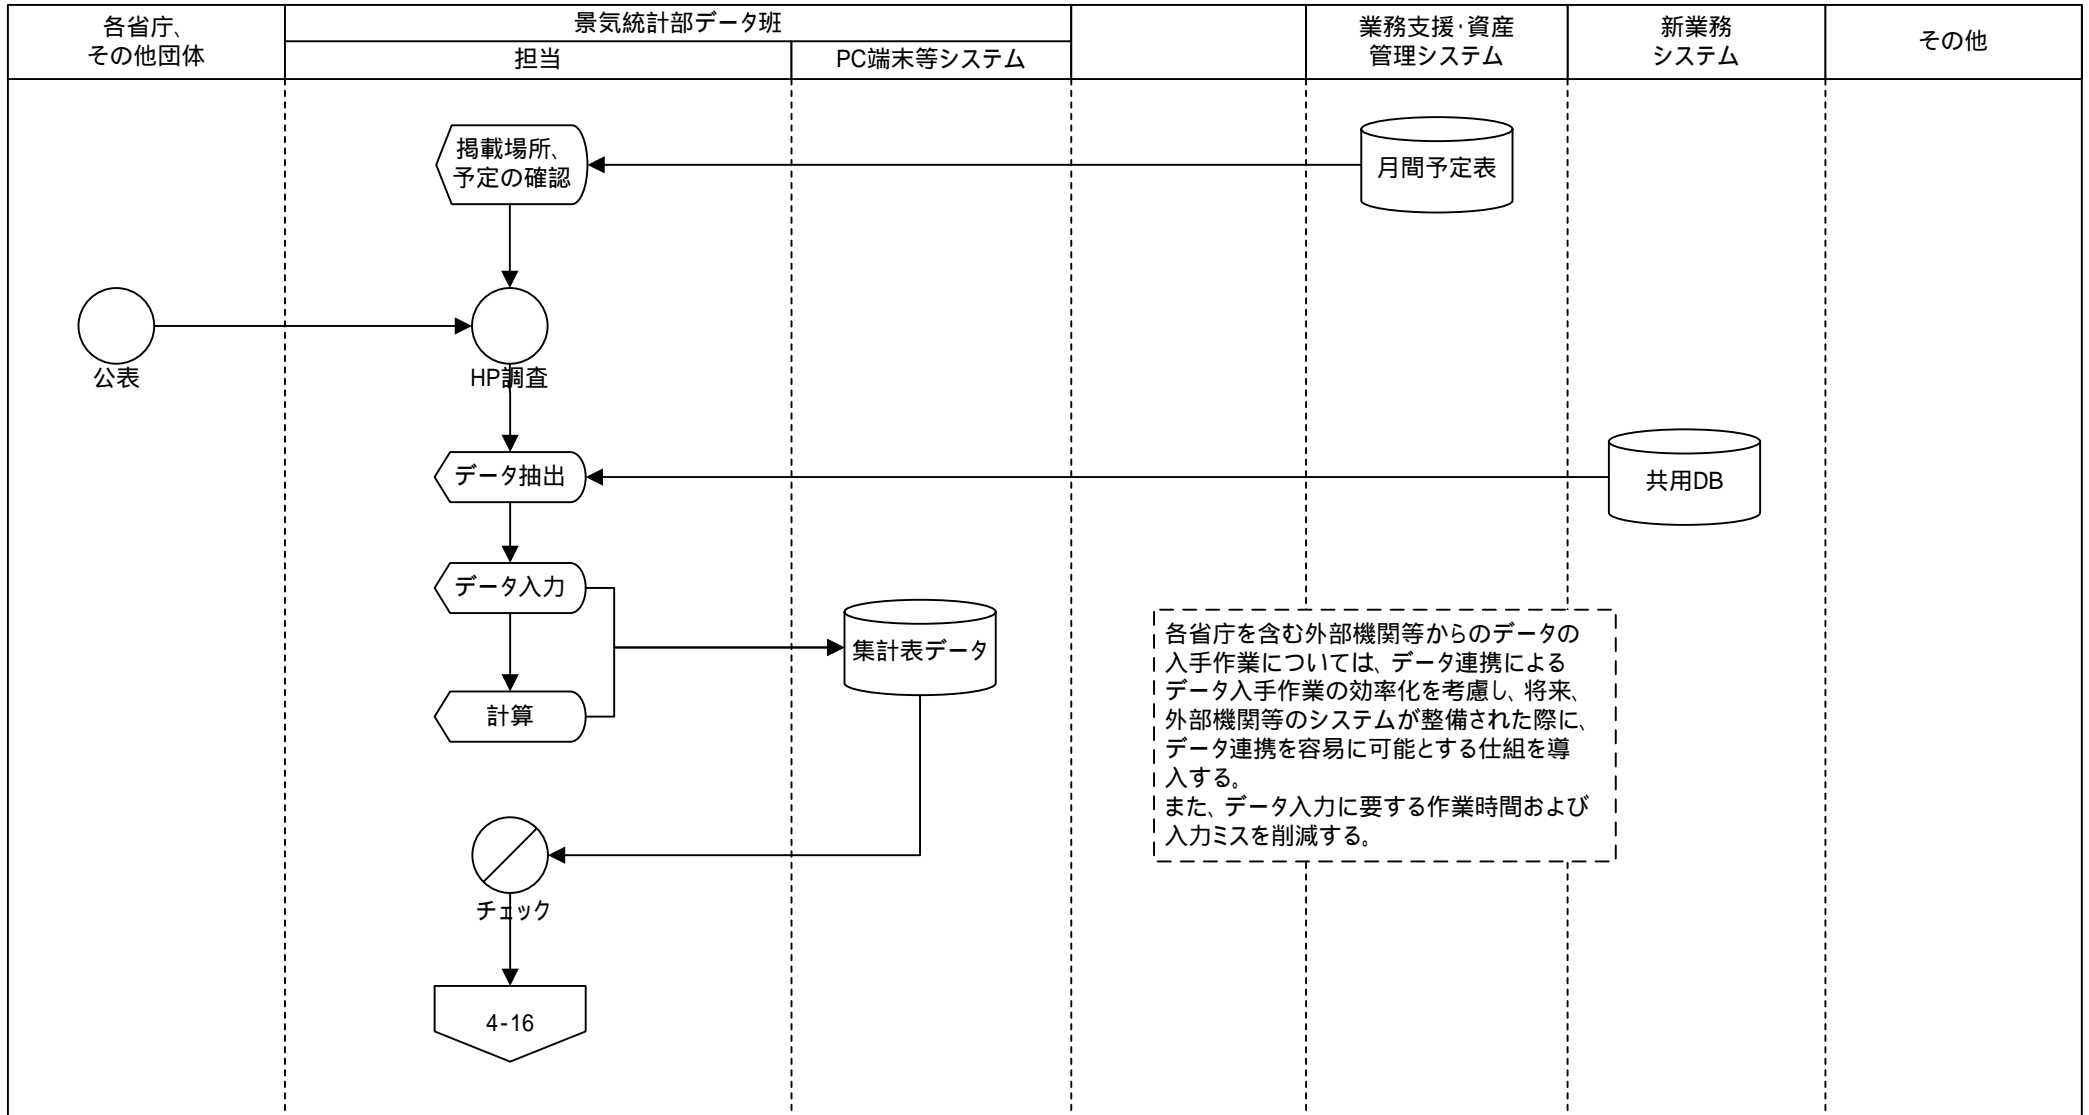 各省庁、
その他団体
景気統計部データ班
担当
PC端末等システム
業務支援・資産
管理システム
新業務
システム
その他
掲載場所、
予定の確認
月間予定表
公表
HP調査
データ抽出
共用DB
データ入力
集計表データ
計算
各省庁を含む外部機関等からのデータの
入手作業については、データ連携による
データ入手作業の効率化を考慮し、将来、
外部機関等のシステムが整備された際に、
データ連携を容易に可能とする仕組を導
入する。
また、データ入力に要する作業時間および
入力ミスを削減する。
チェック
4-16